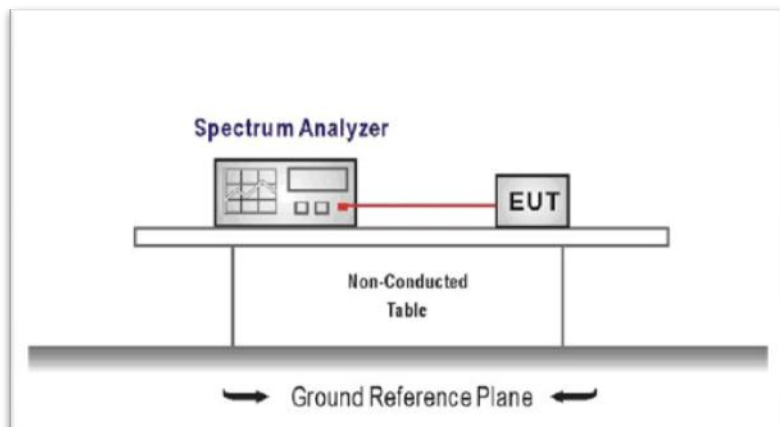 Spectrum Analyzer
EUT
Non-Conducted
Table
Ground Reference Plane